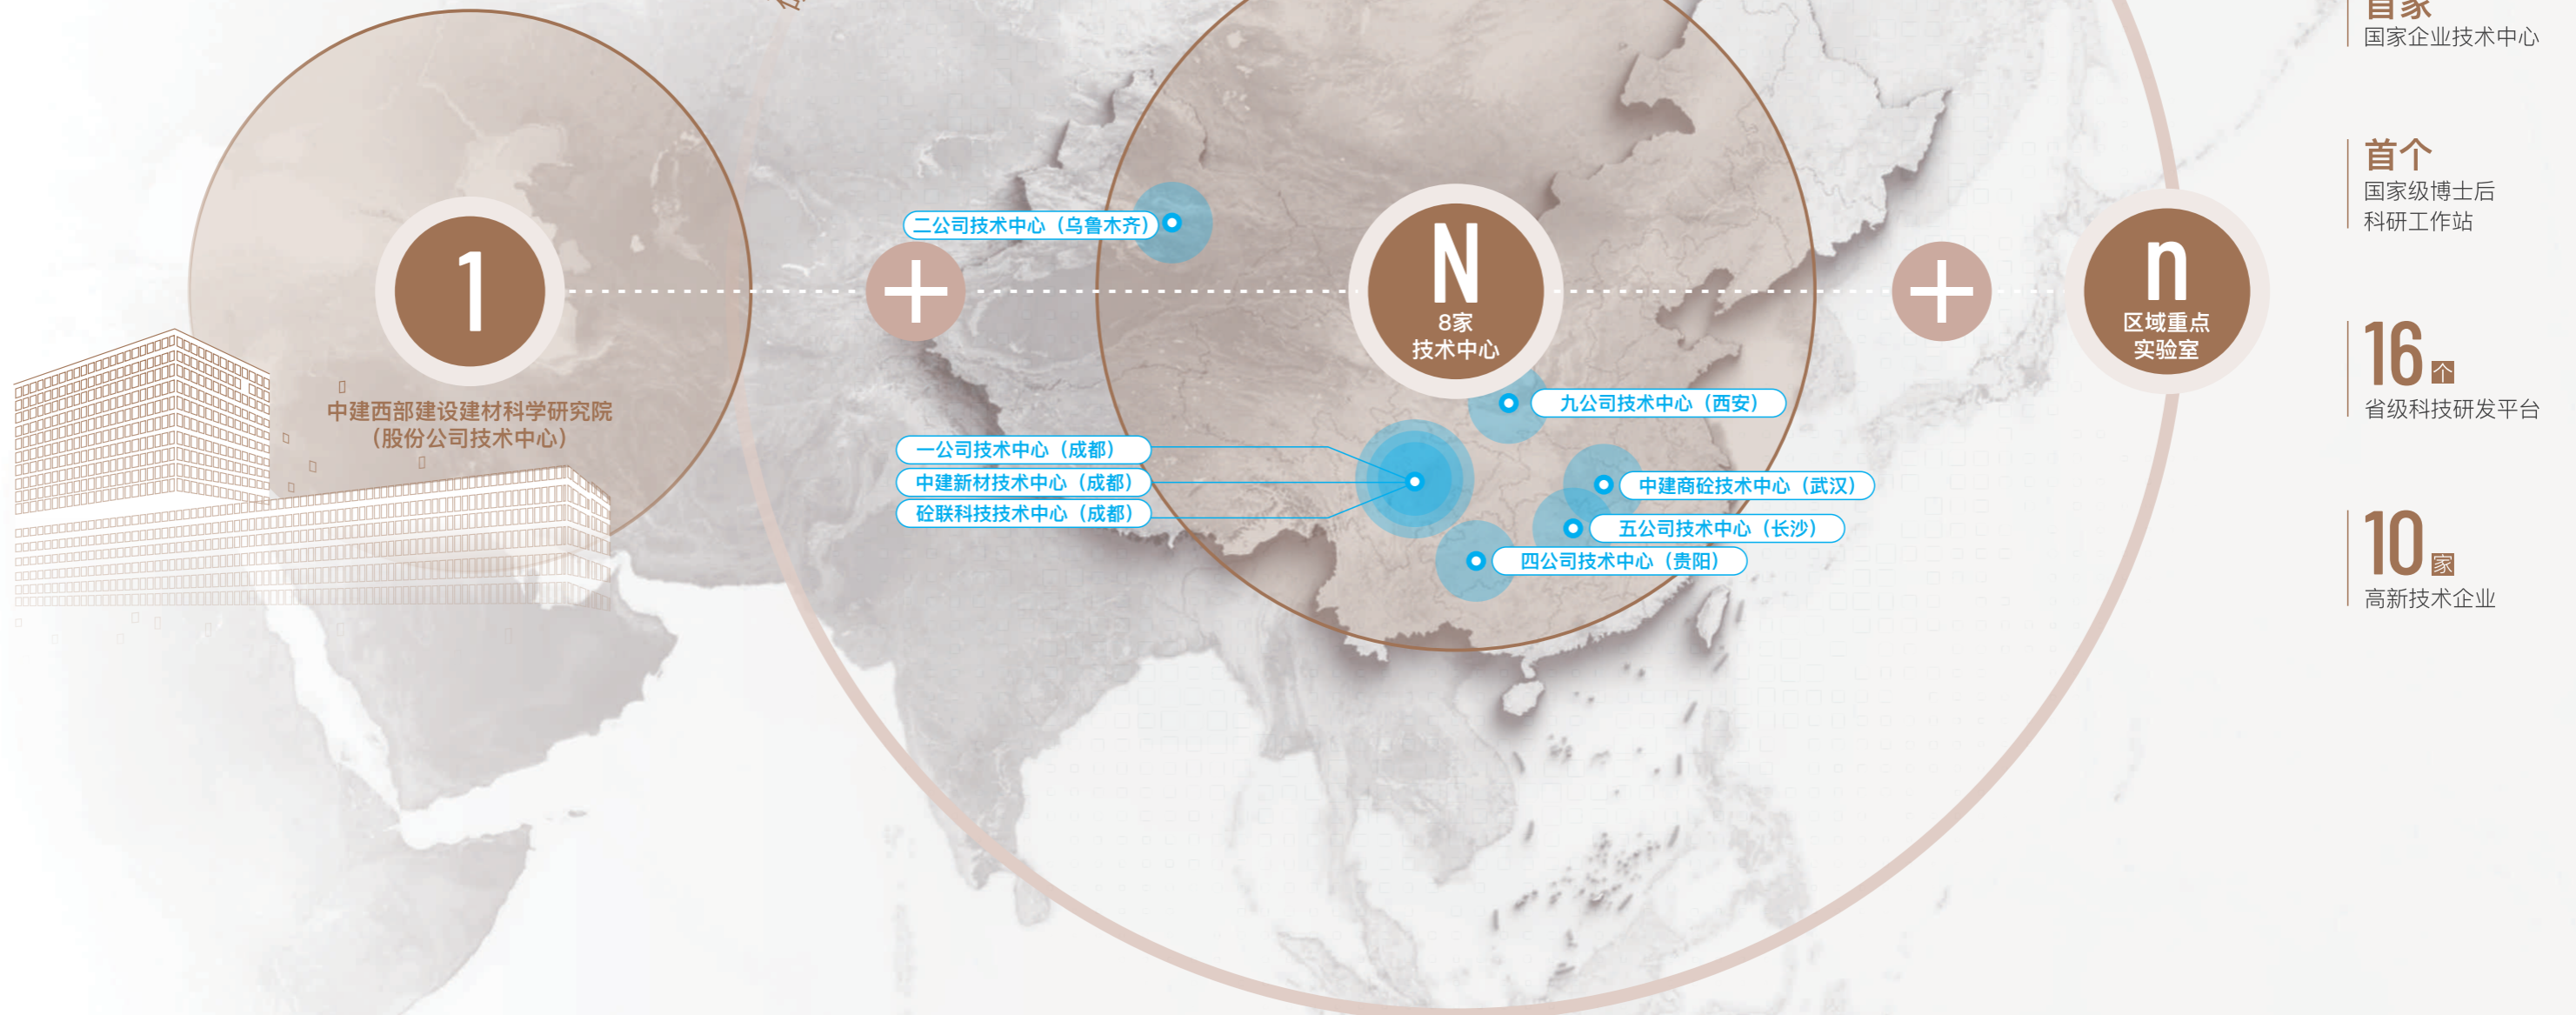 首家
国家企业技术中心
首个
国家级博士后
科研工作站
16个
省级科技研发平台
10家
高新技术企业
1
中建西部建设建材科学研究院
（股份公司技术中心）
N
8家
技术中心
n
区域重点
实验室
二公司技术中心（乌鲁木齐）
九公司技术中心（西安）
一公司技术中心（成都）
中建新材技术中心（成都）
砼联科技技术中心（成都）
中建商砼技术中心（武汉）
五公司技术中心（长沙）
四公司技术中心（贵阳）